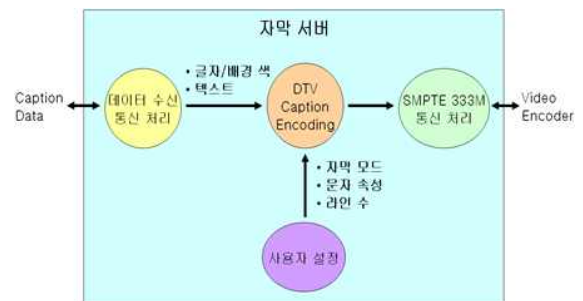 자막 서버
Caption
Data
데이터 수신
통신 처리
• 글자/배경 색
• 텍스트
DTV
Caption
Encoding
SMPTE 333M
통신 처리
Video
Encoder
• 자막 모드
• 문자 속성
• 라인 수
사용자 설정